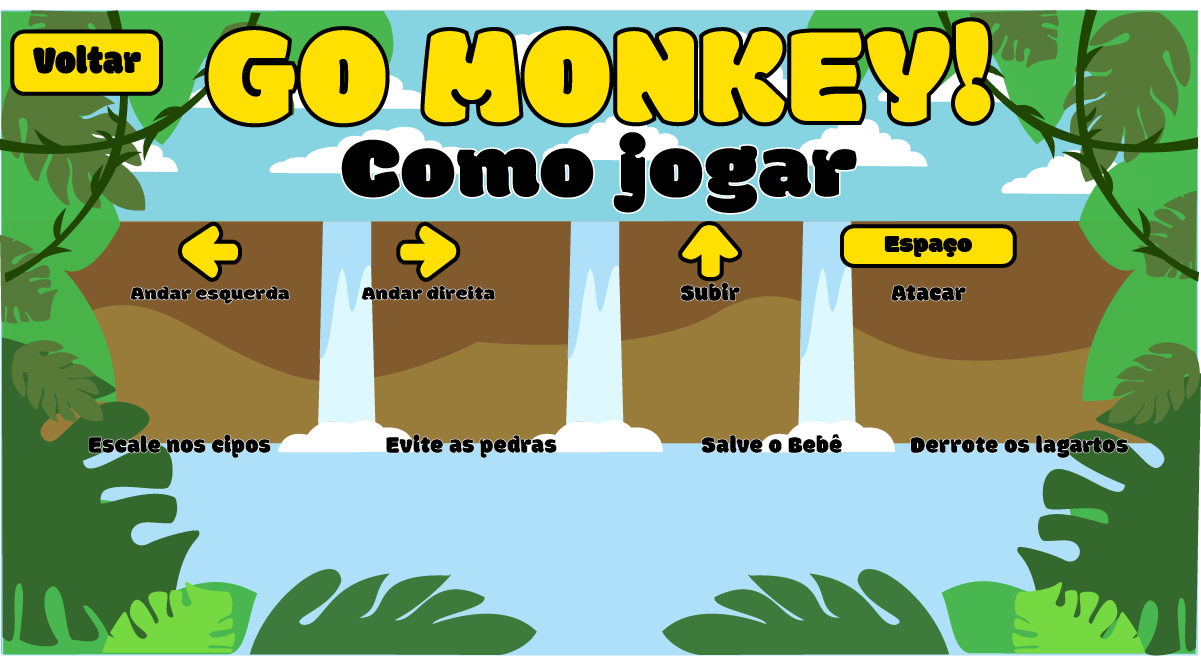 Voltar
GO MONKEY!
Como jogar
Espaço
Andar esquerda
Andar direita
Subir
Atacar
Escale nos cipos
Evite as pedras
Salve o Bebê
Derrote os lagartos